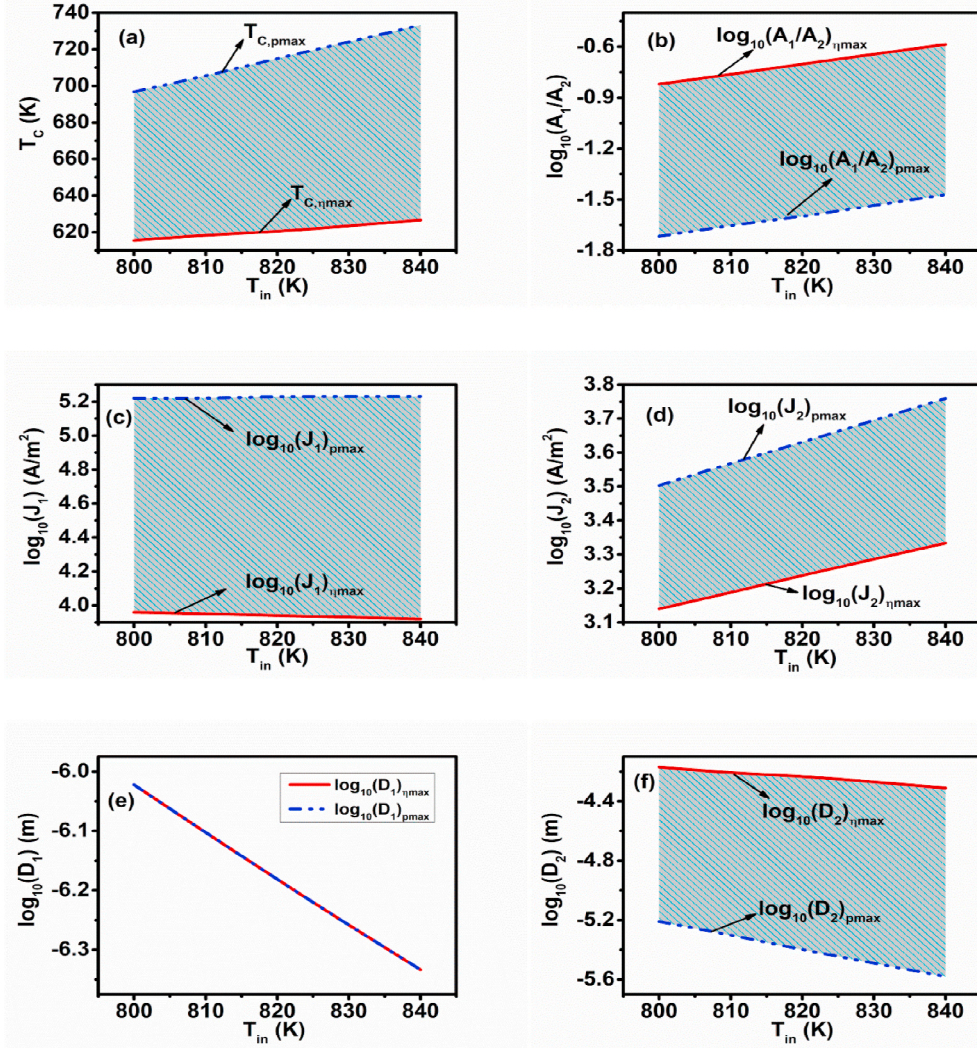 (a)
T_C,pmax
T_C,ηmax
T_C (K)
740
720
700
680
660
640
620
800 810 820 830 840
T_in (K)
(b)
log₁₀(A₁/A₂)ηmax
log₁₀(A₁/A₂)pmax
log₁₀(A₁/A₂)
-0.6
-0.9
-1.2
-1.5
-1.8
800 810 820 830 840
T_in (K)
(c)
log₁₀(J₁)pmax
log₁₀(J₁)ηmax
log₁₀(J₁) (A/m²)
5.2
5.0
4.8
4.6
4.4
4.2
4.0
800 810 820 830 840
T_in (K)
(d)
log₁₀(J₂)pmax
log₁₀(J₂)ηmax
log₁₀(J₂) (A/m²)
3.8
3.7
3.6
3.5
3.4
3.3
3.2
3.1
800 810 820 830 840
T_in (K)
(e)
log₁₀(D₁)ηmax
log₁₀(D₁)pmax
log₁₀(D₁) (m)
-6.0
-6.1
-6.2
-6.3
800 810 820 830 840
T_in (K)
(f)
log₁₀(D₂)ηmax
log₁₀(D₂)pmax
log₁₀(D₂) (m)
-4.4
-4.8
-5.2
-5.6
800 810 820 830 840
T_in (K)